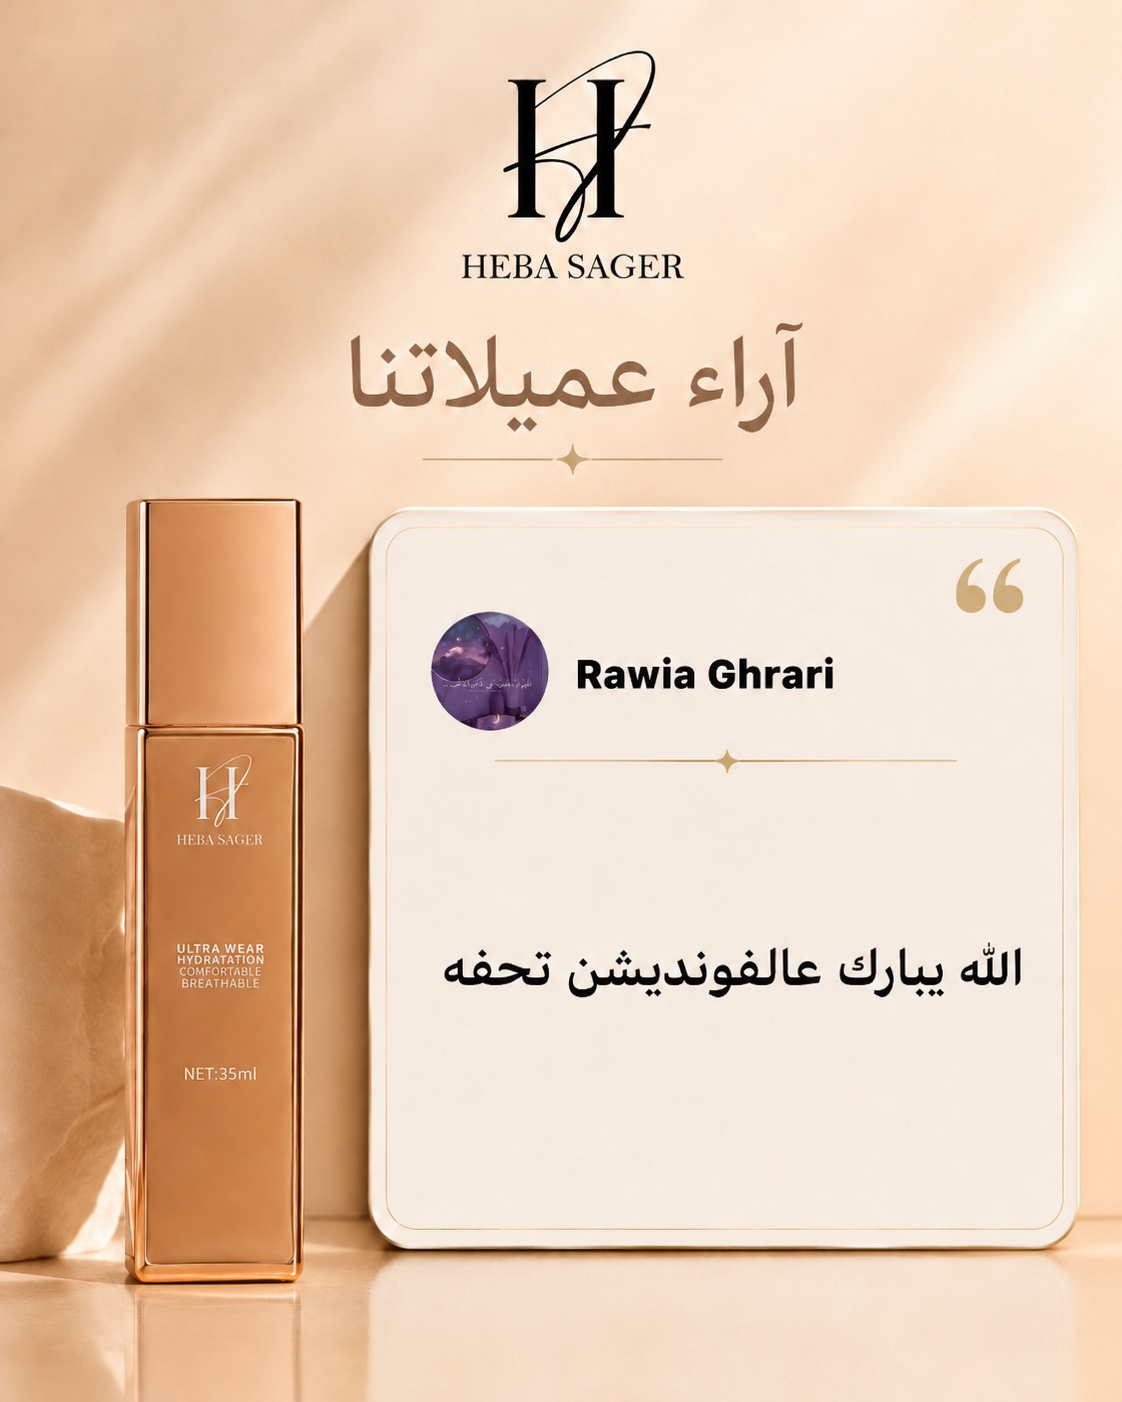 HEBA SAGER
آراء عميلاتنا
Rawia Ghrari
الله يبارك عالفونديشن تحفه
HEBA SAGER
ULTRA WEAR
HYDRATATION
COMFORTABLE
BREATHABLE
NET:35ml